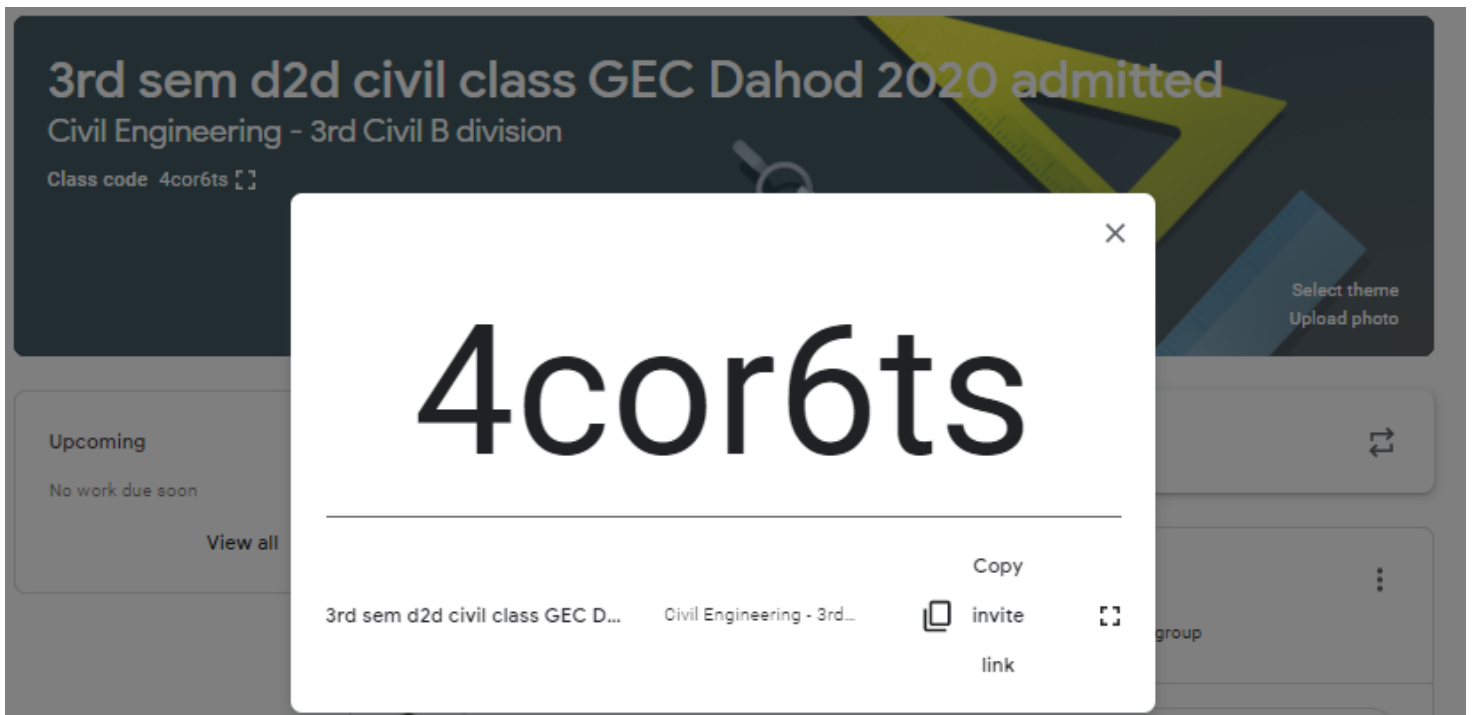 3rd sem d2d civil class GEC Dahod 2020 admitted
Civil Engineering - 3rd Civil B division
Class code 4cor6ts
Select theme
Upload photo
4cor6ts
Upcoming
No work due soon
View all
3rd sem d2d civil class GEC D...
Civil Engineering - 3rd...
Copy
invite
link
group